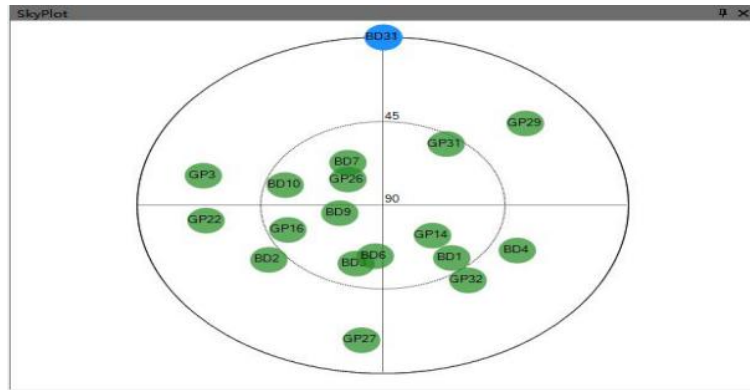 SkyPlot
BD31
45
GP29
GP31
BD7
GP3
GP26
BD10
90
BD9
GP22
GP16
GP14
BD4
BD6
BD1
BD2
BD3
GP32
GP27